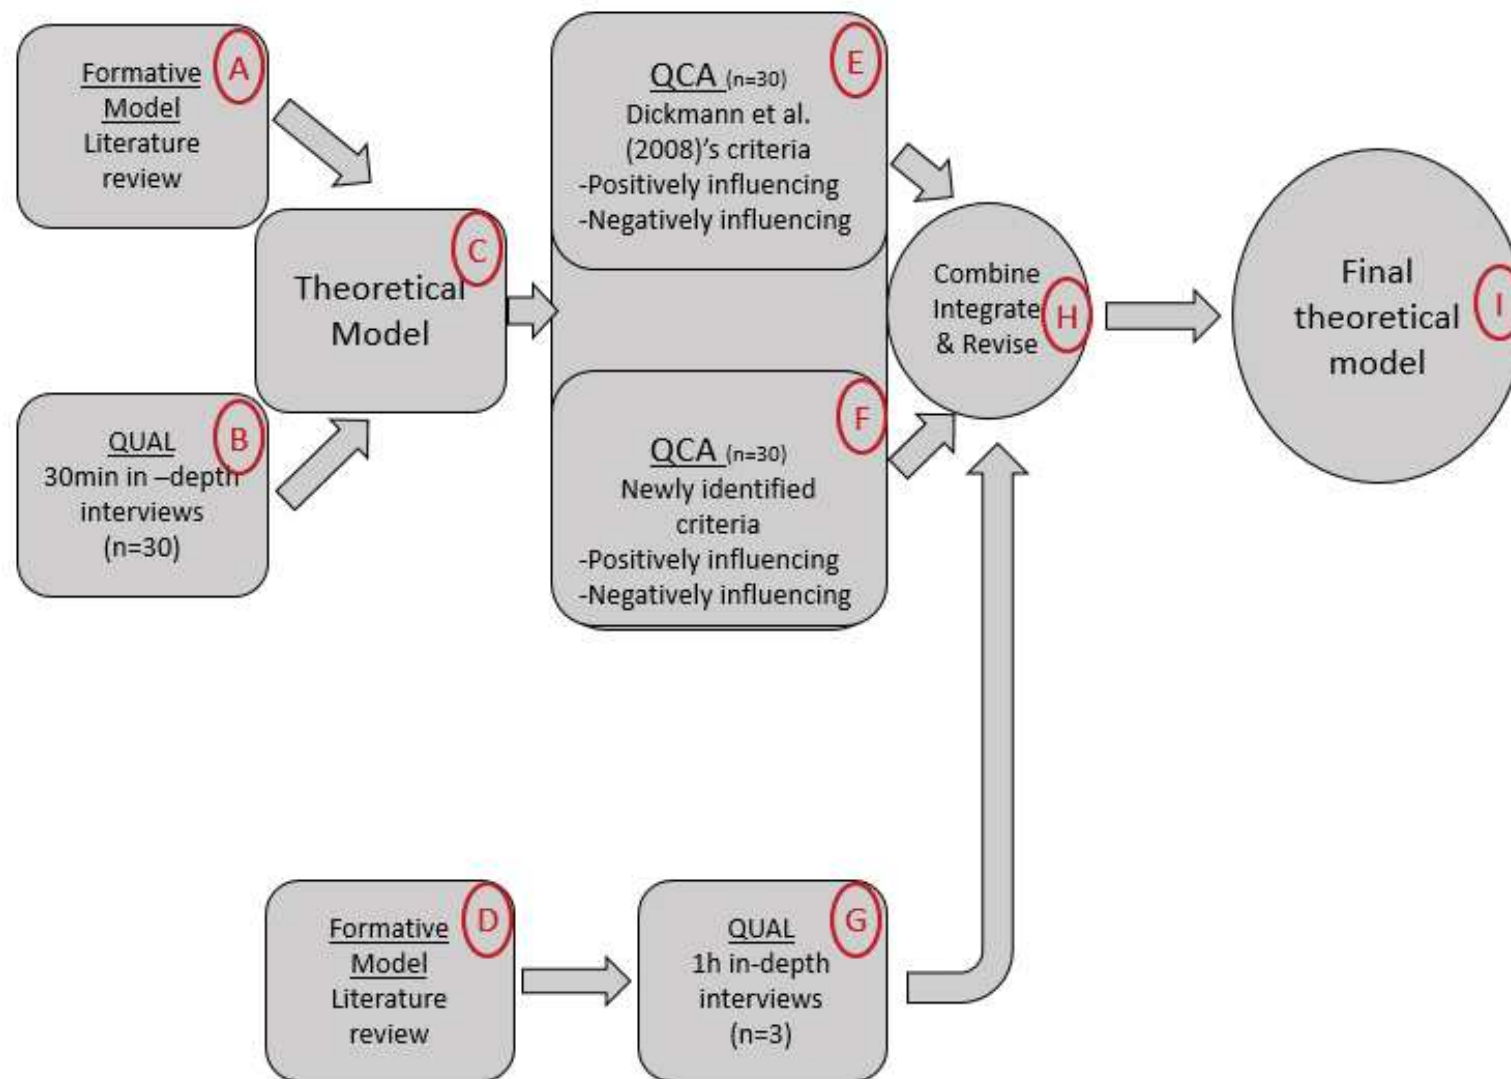 Formative
Model
Literature
review
A
QUAL
30min in –depth
interviews
(n=30)
B
Theoretical
Model
C
QCA (n=30)
Dickmann et al.
(2008)'s criteria
-Positively influencing
-Negatively influencing
E
QCA (n=30)
Newly identified
criteria
-Positively influencing
-Negatively influencing
F
Combine
Integrate
& Revise
H
Final
theoretical
model
I
Formative
Model
Literature
review
D
QUAL
1h in-depth
interviews
(n=3)
G